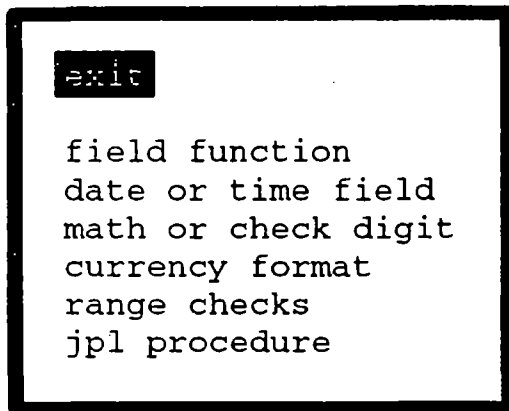 exit
field function
date or time field
math or check digit
currency format
range checks
jpl procedure